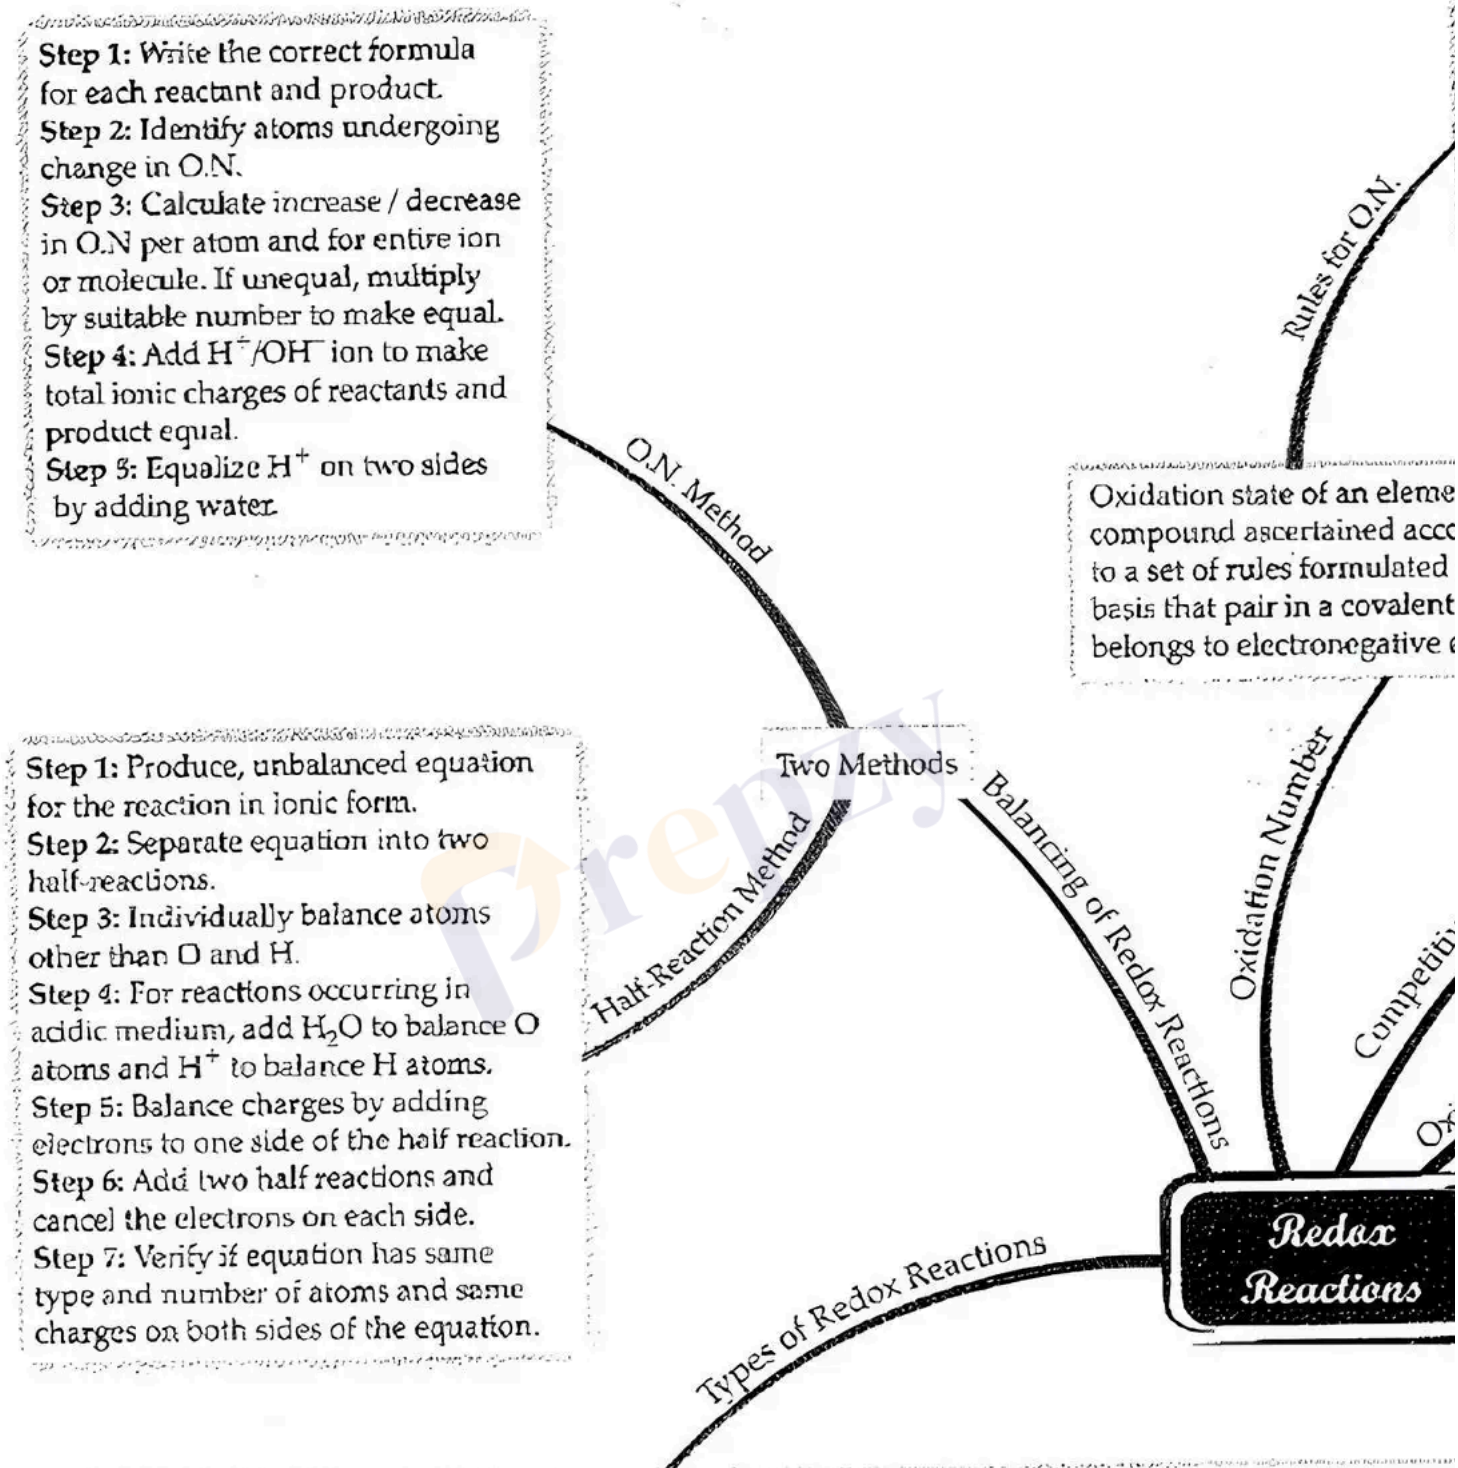 Step 1: Write the correct formula
for each reactant and product.
Step 2: Identify atoms undergoing
change in O.N.
Step 3: Calculate increase / decrease
in O.N per atom and for entire ion
or molecule. If unequal, multiply
by suitable number to make equal.
Step 4: Add H⁺/OH⁻ ion to make
total ionic charges of reactants and
product equal.
Step 5: Equalize H⁺ on two sides
by adding water.
O.N. Method
Rules for O.N.
Oxidation state of an eleme
compound ascertained acco
to a set of rules formulated
basis that pair in a covalent
belongs to electronegative
Two Methods
Step 1: Produce, unbalanced equation
for the reaction in ionic form.
Step 2: Separate equation into two
half-reactions.
Step 3: Individually balance atoms
other than O and H.
Step 4: For reactions occurring in
acidic medium, add H₂O to balance O
atoms and H⁺ to balance H atoms.
Step 5: Balance charges by adding
electrons to one side of the half reaction.
Step 6: Add two half reactions and
cancel the electrons on each side.
Step 7: Verify if equation has same
type and number of atoms and same
charges on both sides of the equation.
Half-Reaction Method
Balancing of Redox Reactions
Oxidation Number
Competitiv
Oxi
Types of Redox Reactions
Redox
Reactions
Prepzy